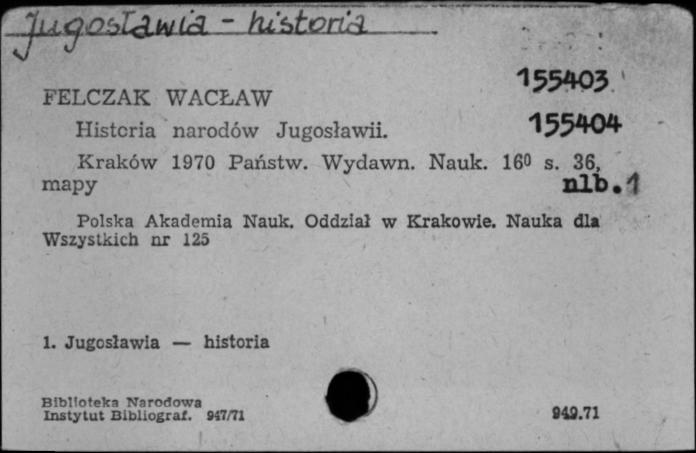 Jugosławia - historia
155403
FELCZAK WACŁAW
155404
Historia narodów Jugosławii.
Kraków 1970 Państw. Wydawn. Nauk. 16⁰ s. 36,
mapy nlb. 1
Polska Akademia Nauk. Oddział w Krakowie. Nauka dla
Wszystkich nr 125
1. Jugosławia — historia
Biblioteka Narodowa
Instytut Bibliograf. 947/71
949.71